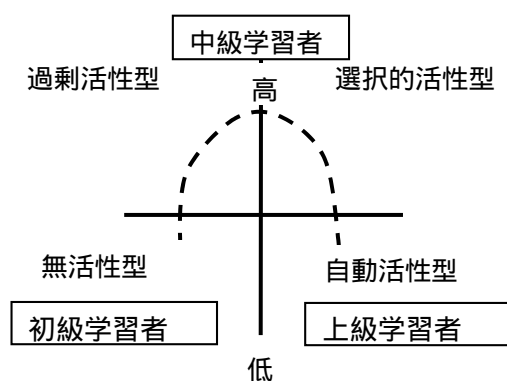 中級学習者
過剰活性型
高
選択的活性型
無活性型
自動活性型
初級学習者
上級学習者
低